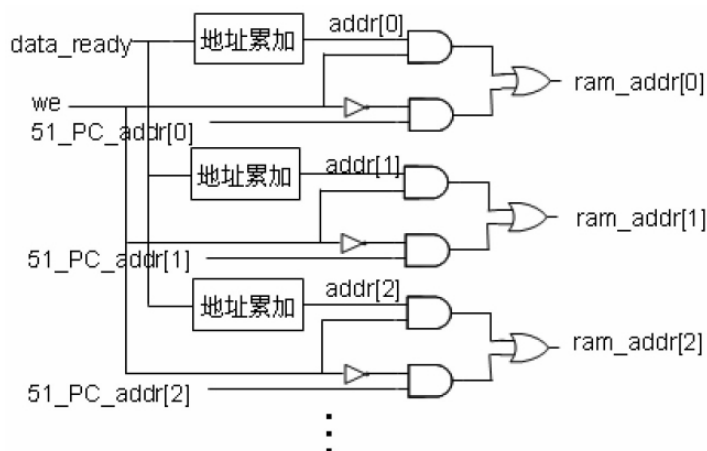 addr[0]
data_ready
地址累加
ram_addr[0]
we
51_PC_addr[0]
addr[1]
地址累加
ram_addr[1]
51_PC_addr[1]
addr[2]
地址累加
ram_addr[2]
51_PC_addr[2]